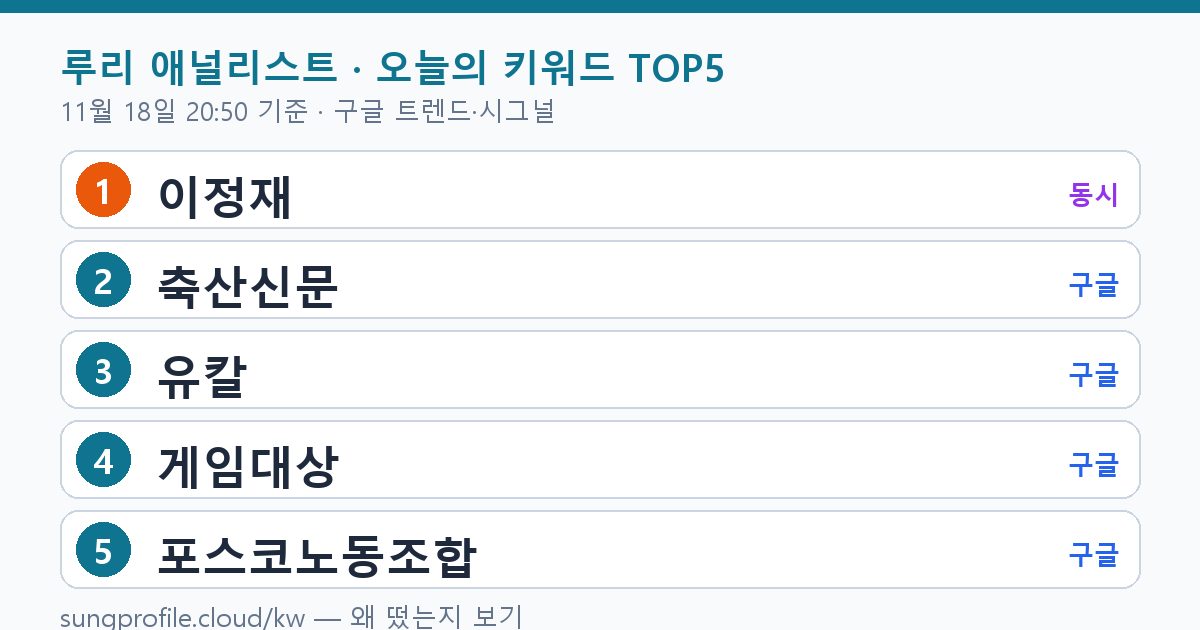 루리 애널리스트 · 오늘의 키워드 TOP5
11월 18일 20:50 기준 · 구글 트렌드·시그널
1 이정재 동시
2 축산신문 구글
3 유칼 구글
4 게임대상 구글
5 포스코노동조합 구글
sungprofile.cloud/kw — 왜 떴는지 보기